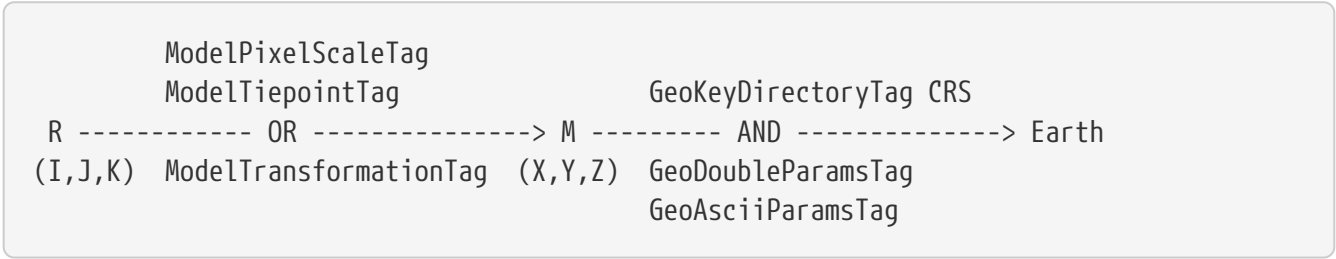 ModelPixelScaleTag
ModelTiepointTag GeoKeyDirectoryTag CRS
R ------------ OR ---------------> M --------- AND --------------> Earth
(I,J,K) ModelTransformationTag (X,Y,Z) GeoDoubleParamsTag
GeoAsciiParamsTag